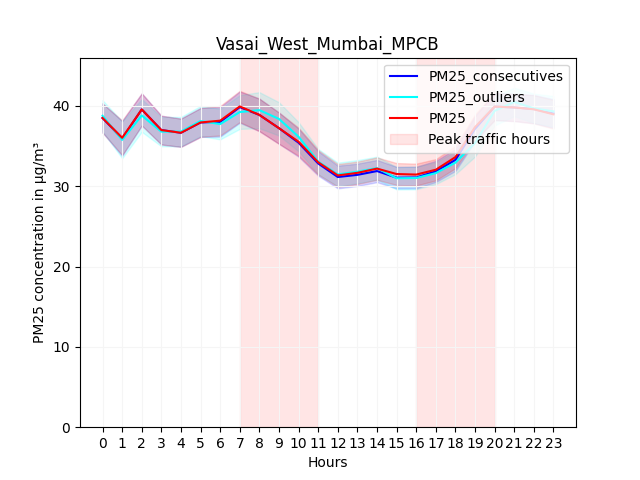 Vasai_West_Mumbai_MPCB
PM25_consecutives
PM25_outliers
PM25
Peak traffic hours
PM25 concentration in µg/m³
40
30
20
10
0
0 1 2 3 4 5 6 7 8 9 10 11 12 13 14 15 16 17 18 19 20 21 22 23
Hours